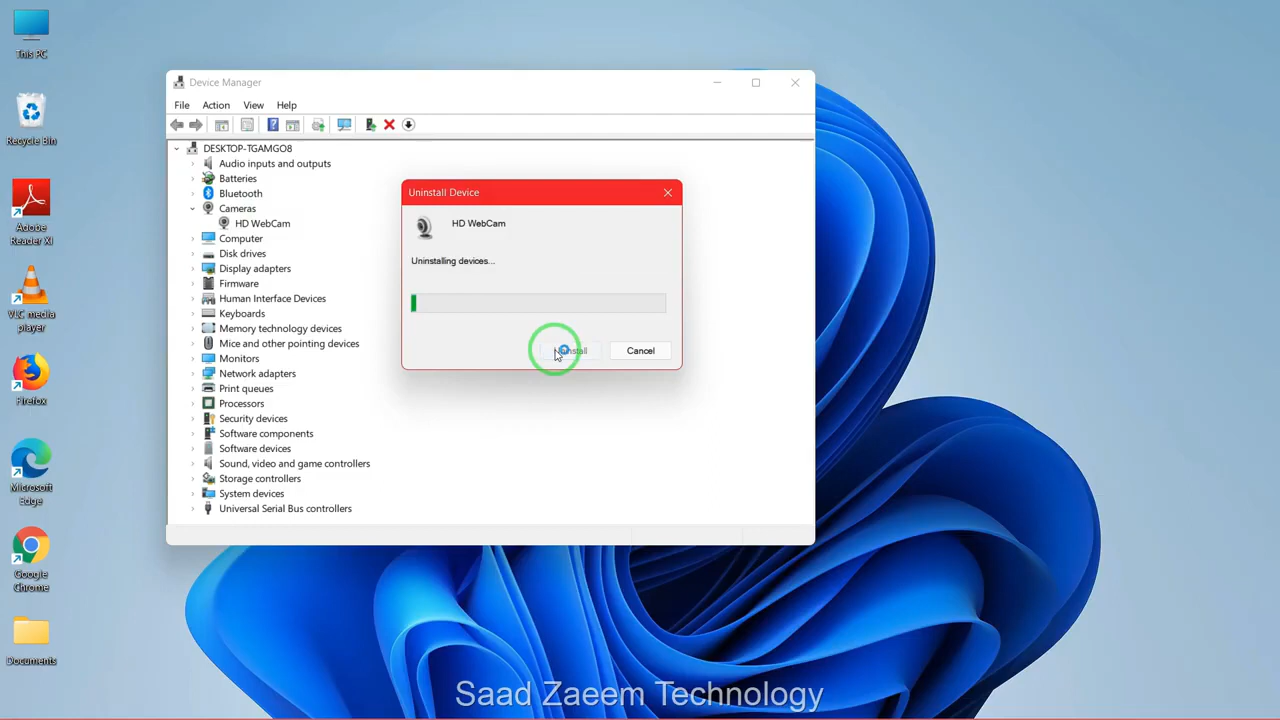 This PC
Recycle Bin
Adobe
Reader XI
VLC media
player
Firefox
Microsoft
Edge
Google
Chrome
Documents
Device Manager
File Action View Help
DESKTOP-TGAMGO8
Audio inputs and outputs
Batteries
Bluetooth
Cameras
HD WebCam
Computer
Disk drives
Display adapters
Firmware
Human Interface Devices
Keyboards
Memory technology devices
Mice and other pointing devices
Monitors
Network adapters
Print queues
Processors
Security devices
Software components
Software devices
Sound, video and game controllers
Storage controllers
System devices
Universal Serial Bus controllers
Uninstall Device
HD WebCam
Uninstalling devices...
Cancel
Saad Zaeem Technology